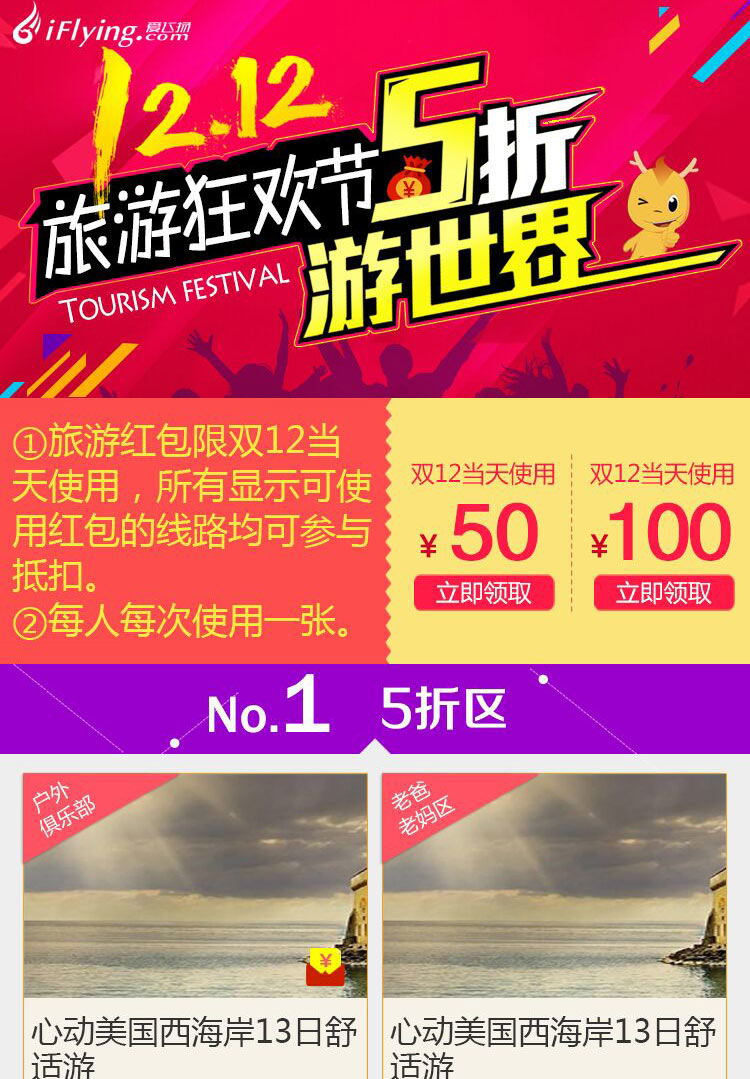 iFlying.com 爱飞扬
12.12
旅游狂欢节
5折
游世界
TOURISM FESTIVAL
①旅游红包限双12当
天使用，所有显示可使
用红包的线路均可参与
抵扣。
②每人每次使用一张。
双12当天使用
¥ 50
立即领取
双12当天使用
¥100
立即领取
No.1 5折区
户外
俱乐部
¥
心动美国西海岸13日舒
适游
老爸
老妈区
心动美国西海岸13日舒
适游